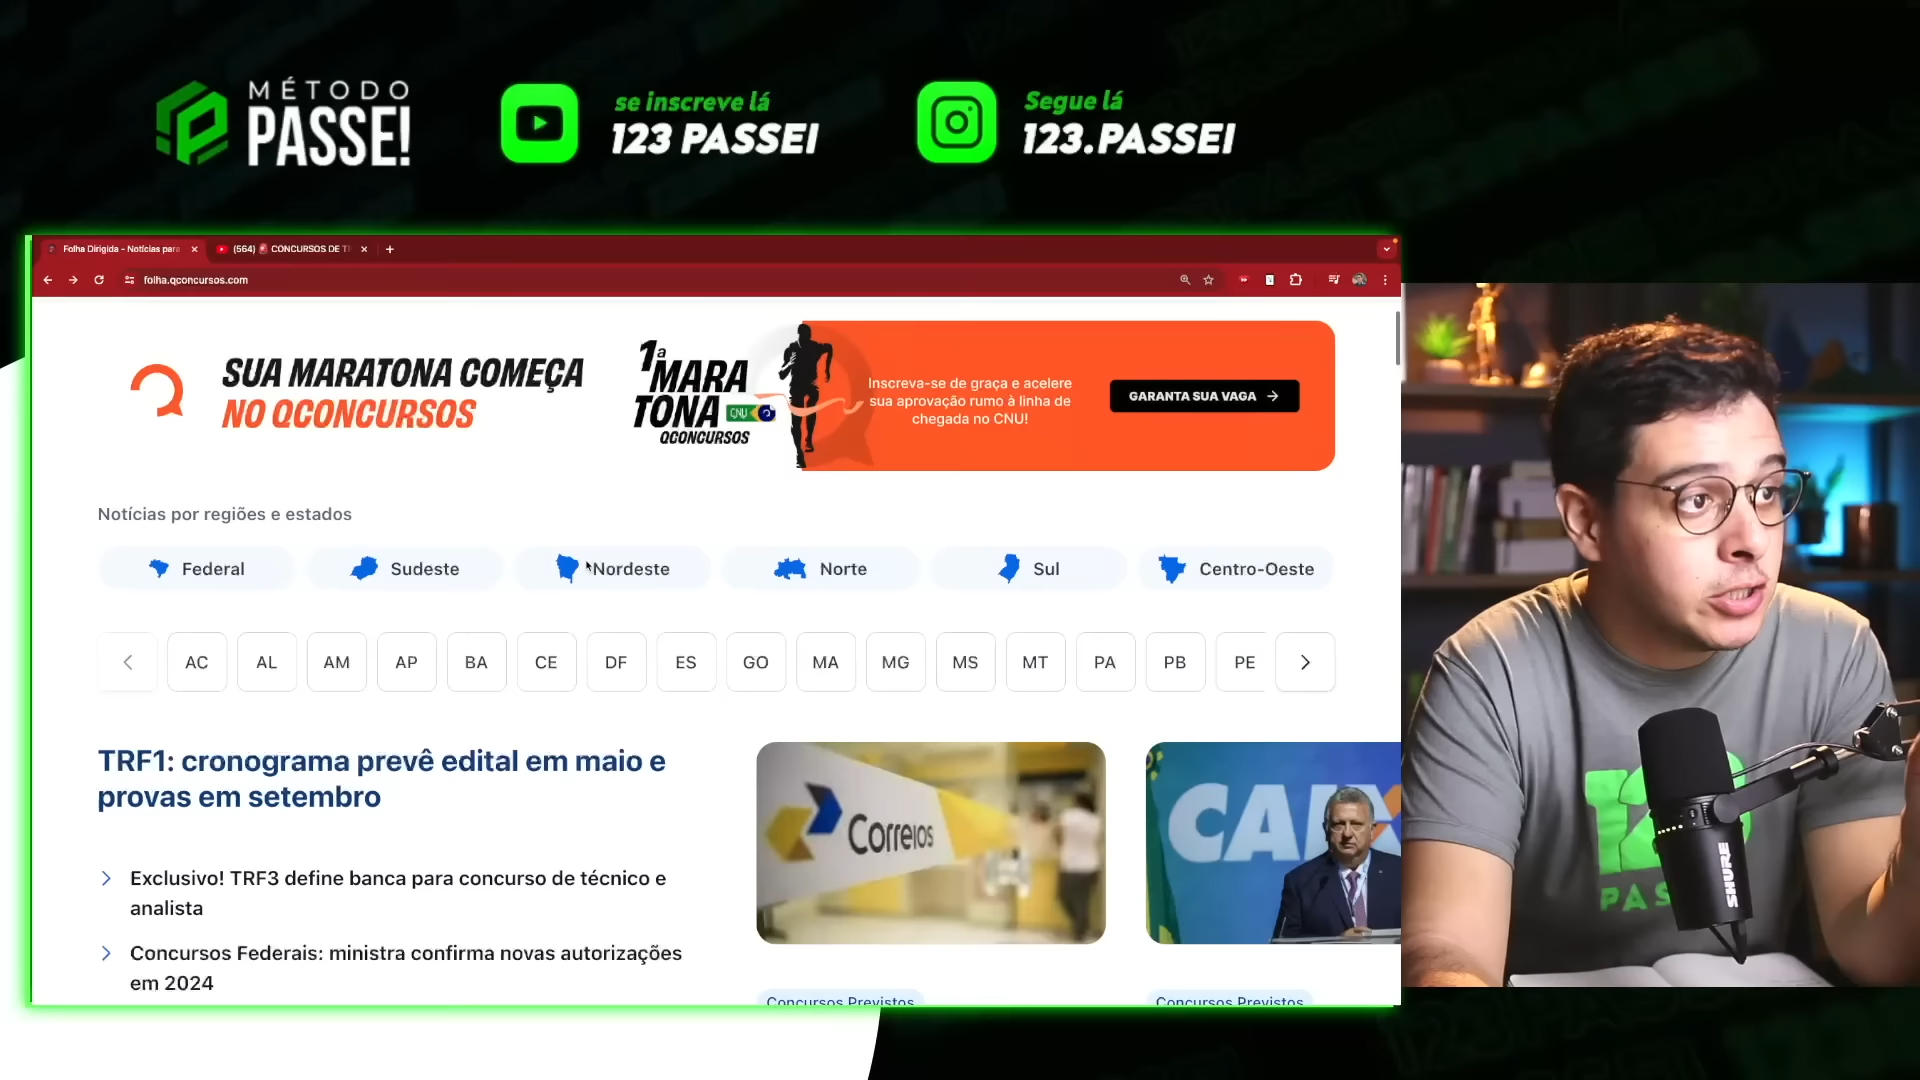 MÉTODO
PASSE!
se inscreve lá
123 PASSEI
Segue lá
123.PASSEI
Folha Dirigida - Notícias para
(564) 🚨 CONCURSOS DE T
folha.qconcursos.com
SUA MARATONA COMEÇA
NO QCONCURSOS
1ª
MARA
TONA
CNU
QCONCURSOS
Inscreva-se de graça e acelere
sua aprovação rumo à linha de
chegada no CNU!
GARANTA SUA VAGA →
Notícias por regiões e estados
Federal
Sudeste
Nordeste
Norte
Sul
Centro-Oeste
AC
AL
AM
AP
BA
CE
DF
ES
GO
MA
MG
MS
MT
PA
PB
PE
TRF1: cronograma prevê edital em maio e
provas em setembro
Exclusivo! TRF3 define banca para concurso de técnico e
analista
Concursos Federais: ministra confirma novas autorizações
em 2024
Correios
CAIX
Concursos Previstos
Concursos Previstos
SHURE
PAS